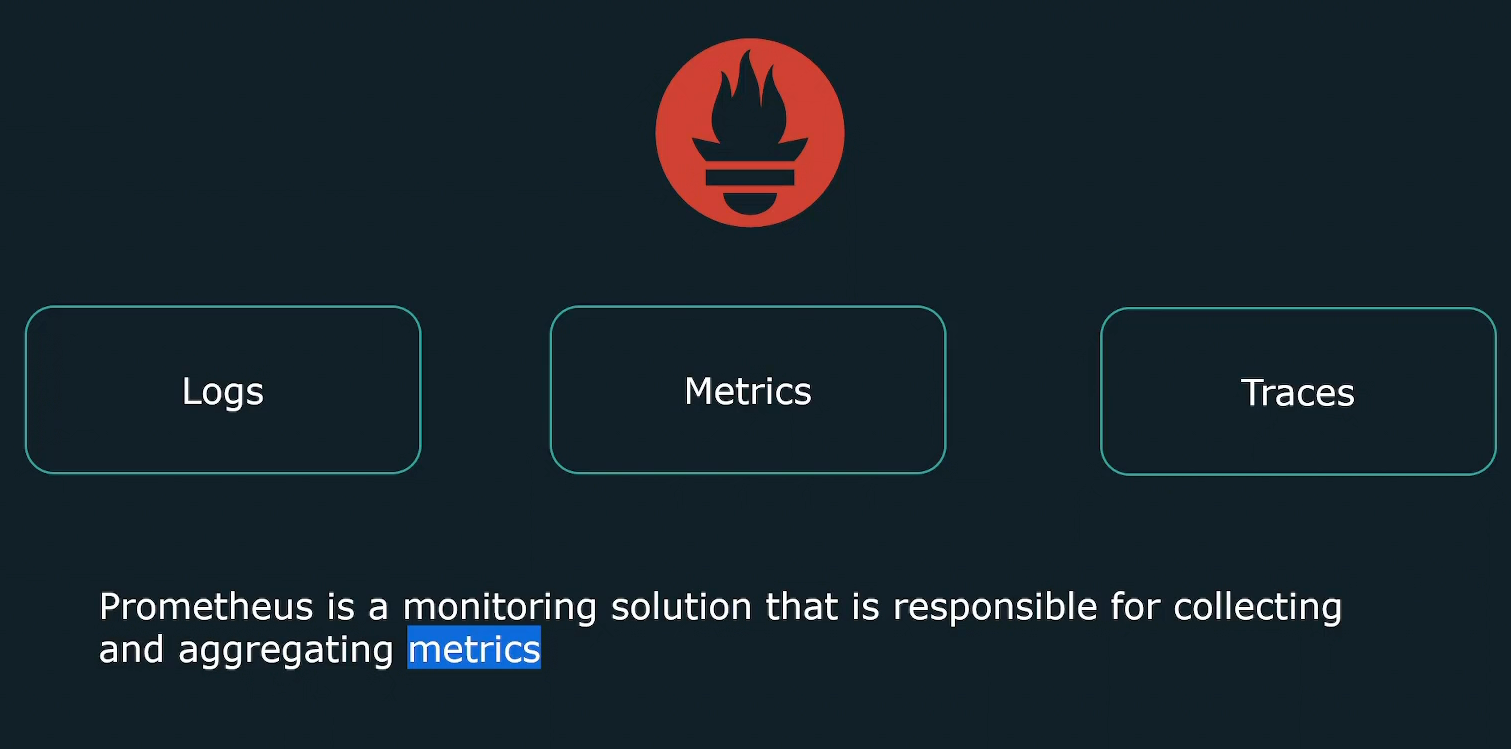 Logs
Metrics
Traces
Prometheus is a monitoring solution that is responsible for collecting
and aggregating metrics